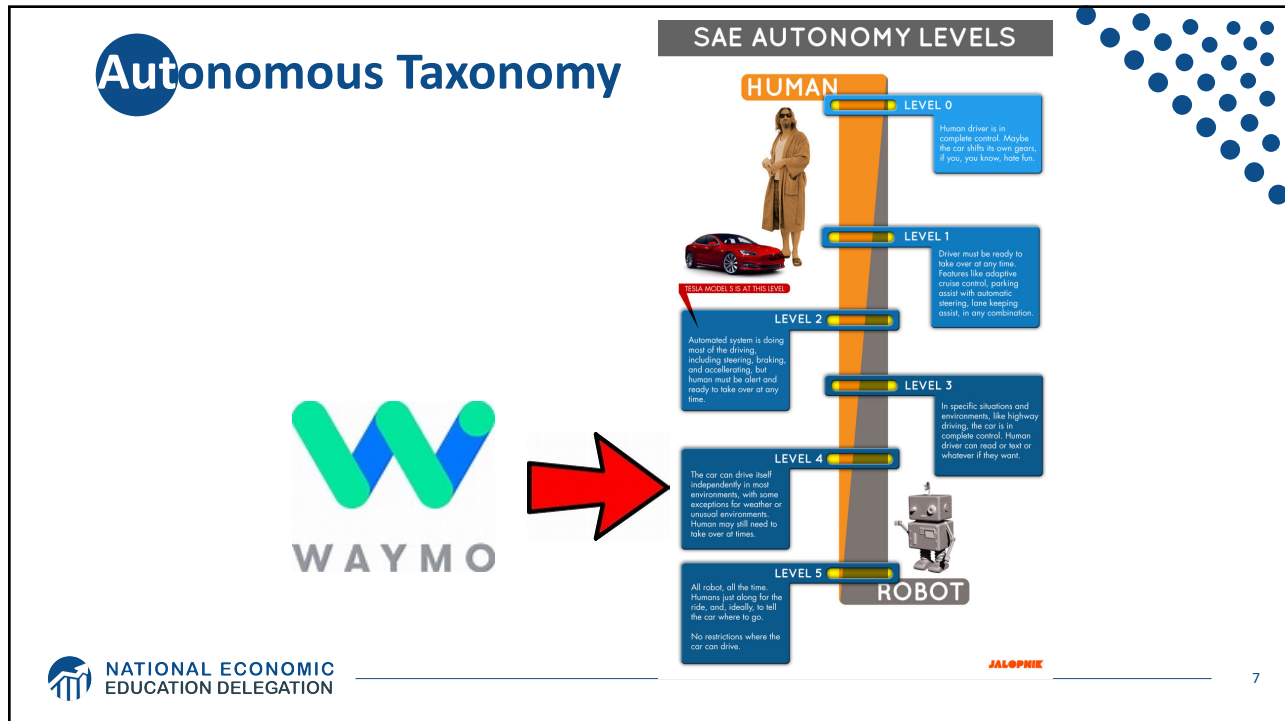 Autonomous Taxonomy
SAE AUTONOMY LEVELS
HUMAN
LEVEL 0
Human driver is in
complete control. Maybe
the car shifts its own gears,
if you, you know, hate fun.
LEVEL 1
Driver must be ready to
take over at any time.
Features like adaptive
cruise control, parking
assist with automatic
steering, lane keeping
assist, in any combination.
TESLA MODEL S IS AT THIS LEVEL
LEVEL 2
Automated system is doing
most of the driving,
including steering, braking,
and accellerating, but
human must be alert and
ready to take over at any
time.
LEVEL 3
In specific situations and
environments, like highway
driving, the car is in
complete control. Human
driver can read or text or
whatever if they want.
WAYMO
LEVEL 4
The car can drive itself
independently in most
environments, with some
exceptions for weather or
unusual environments.
Human may still need to
take over at times.
LEVEL 5
All robot, all the time.
Humans just along for the
ride, and, ideally, to tell
the car where to go.
No restrictions where the
car can drive.
ROBOT
JALOPNIK
NATIONAL ECONOMIC
EDUCATION DELEGATION
7